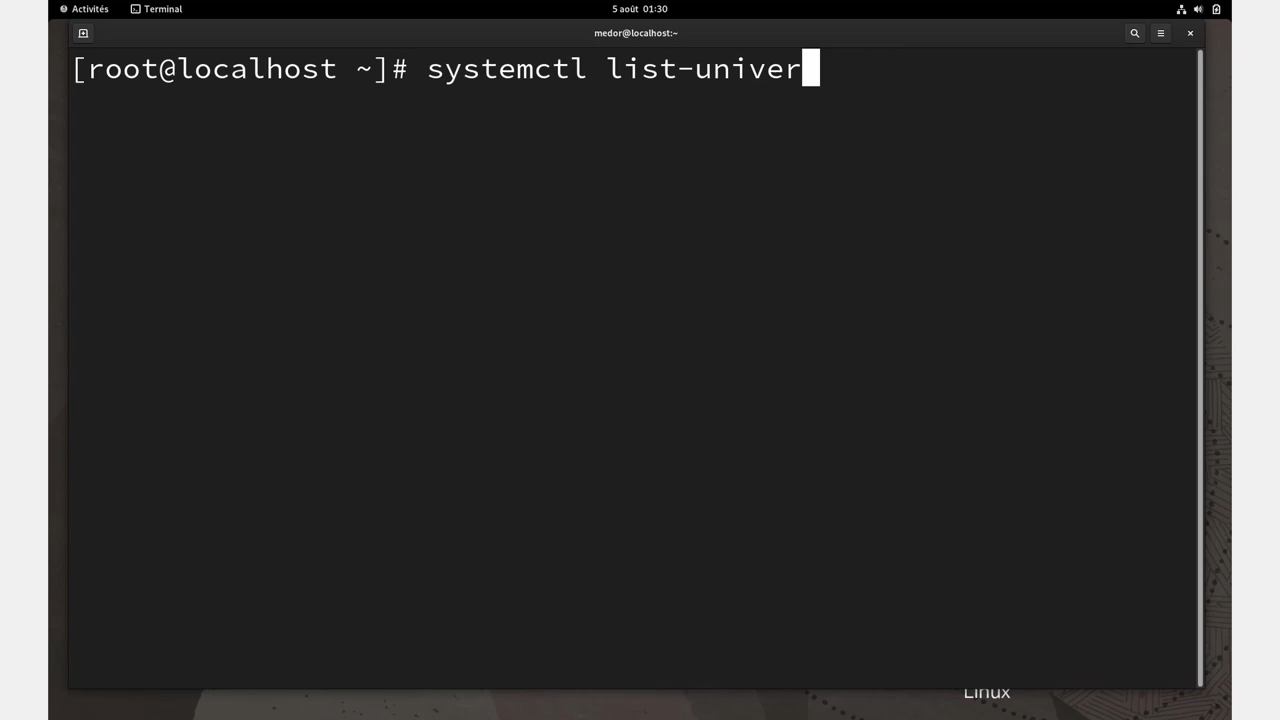 Activités
Terminal
5 août 01:30
medor@localhost:~
[root@localhost ~]# systemctl list-univer
Linux